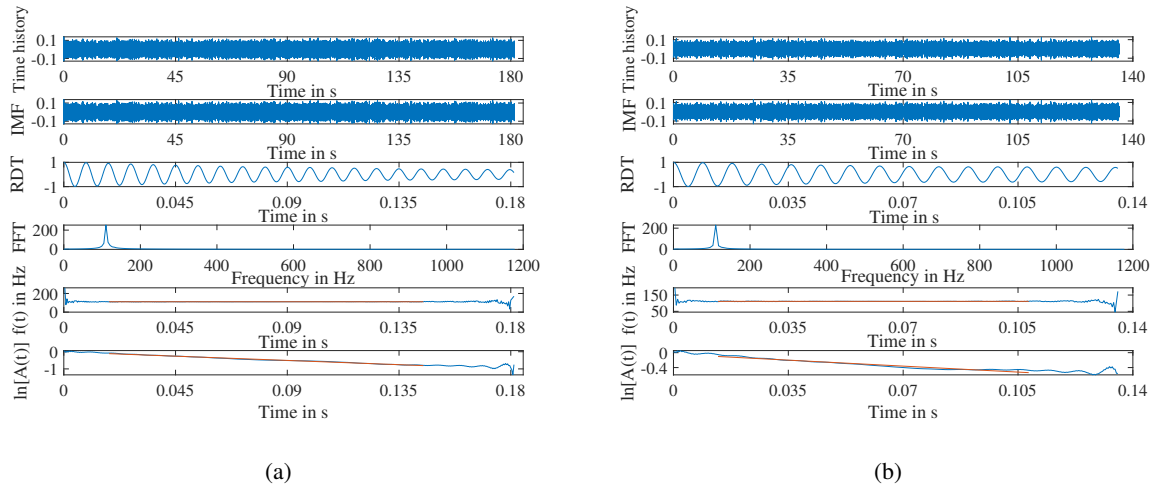 Time history
0.1
-0.1
0 45 90 135 180
Time in s
IMF
0.1
-0.1
0 45 90 135 180
Time in s
RDT
1
-1
0 0.045 0.09 0.135 0.18
Time in s
FFT
200
0
0 200 400 600 800 1000 1200
Frequency in Hz
f(t) in Hz
200
0
0 0.045 0.09 0.135 0.18
Time in s
ln[A(t)]
0
-1
0 0.045 0.09 0.135 0.18
Time in s
(a)
Time history
0.1
-0.1
0 35 70 105 140
Time in s
IMF
0.1
-0.1
0 35 70 105 140
Time in s
RDT
1
-1
0 0.035 0.07 0.105 0.14
Time in s
FFT
200
0
0 200 400 600 800 1000 1200
Frequency in Hz
f(t) in Hz
150
50
0 0.035 0.07 0.105 0.14
Time in s
ln[A(t)]
0
-0.4
0 0.035 0.07 0.105 0.14
Time in s
(b)